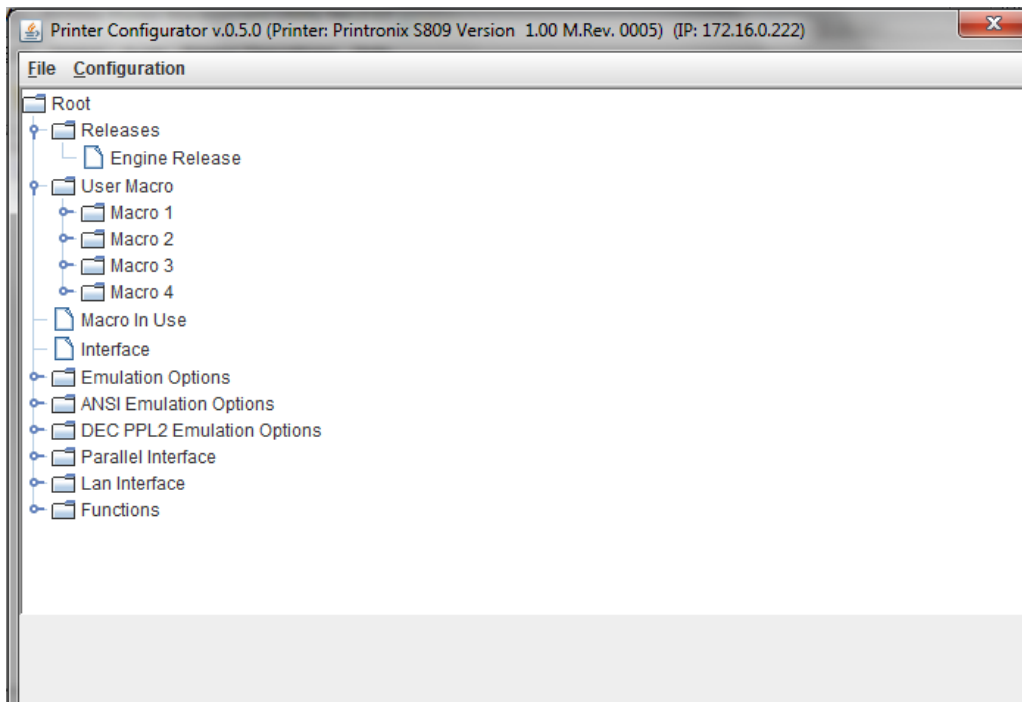 Printer Configurator v.0.5.0 (Printer: Printronix S809 Version 1.00 M.Rev. 0005) (IP: 172.16.0.222)
File Configuration
Root
Releases
Engine Release
User Macro
Macro 1
Macro 2
Macro 3
Macro 4
Macro In Use
Interface
Emulation Options
ANSI Emulation Options
DEC PPL2 Emulation Options
Parallel Interface
Lan Interface
Functions